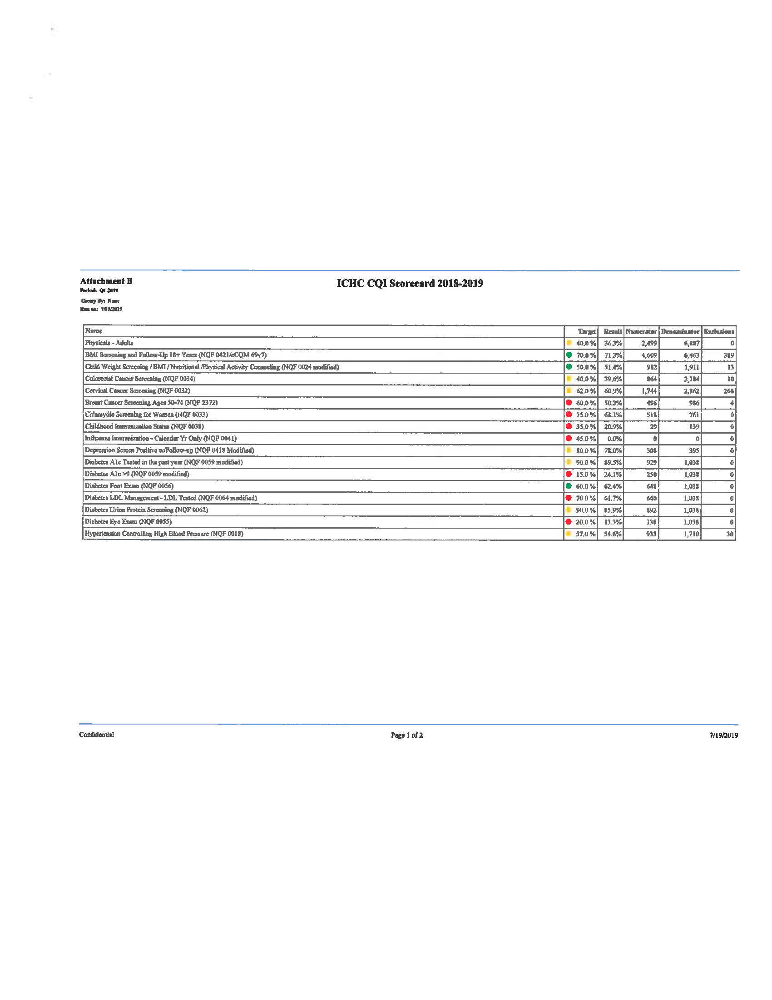 Attachment B
ICHC CQI Scorecard 2018-2019
Period: Q1 2019
Group By: None
Run on: 7/19/2019
Name Target Result Numerator Denominator Exclusions
Physicals - Adults 40.0 % 36.3% 2,499 6,887 0
BMI Screening and Follow-Up 18+ Years (NQF 0421/eCQM 69v7) 70.0 % 71.3% 4,609 6,463 389
Child Weight Screening / BMI / Nutritional /Physical Activity Counseling (NQF 0024 modified) 50.0 % 51.4% 982 1,911 13
Colorectal Cancer Screening (NQF 0034) 40.0 % 39.6% 864 2,184 10
Cervical Cancer Screening (NQF 0032) 62.0 % 60.9% 1,744 2,862 268
Breast Cancer Screening Ages 50-74 (NQF 2372) 60.0 % 50.3% 496 986 4
Chlamydia Screening for Women (NQF 0033) 75.0 % 68.1% 518 761 0
Childhood Immunization Status (NQF 0038) 35.0 % 20.9% 29 139 0
Influenza Immunization - Calendar Yr Only (NQF 0041) 45.0 % 0.0% 0 0 0
Depression Screen Positive w/Follow-up (NQF 0418 Modified) 80.0 % 78.0% 308 395 0
Diabetes A1c Tested in the past year (NQF 0059 modified) 90.0 % 89.5% 929 1,038 0
Diabetes A1c >9 (NQF 0059 modified) 15.0 % 24.1% 250 1,038 0
Diabetes Foot Exam (NQF 0056) 60.0 % 62.4% 648 1,038 0
Diabetes LDL Management - LDL Tested (NQF 0064 modified) 70.0 % 61.7% 640 1,038 0
Diabetes Urine Protein Screening (NQF 0062) 90.0 % 85.9% 892 1,038 0
Diabetes Eye Exam (NQF 0055) 20.0 % 13.3% 138 1,038 0
Hypertension Controlling High Blood Pressure (NQF 0018) 57.0 % 54.6% 933 1,710 30
Confidential Page 1 of 2 7/19/2019